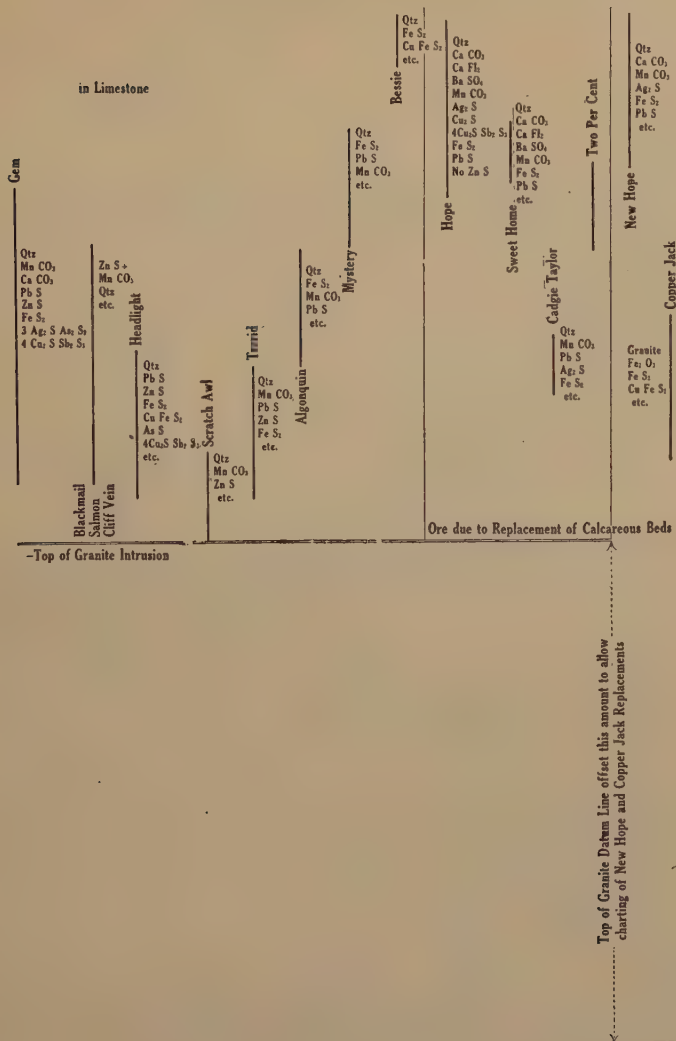 in Limestone
Gem
Qtz
Mn CO3
Ca CO3
Pb S
Zn S
Fe S2
3 Ag2 S As2 S3
4 Cu2 S Sb2 S3
Blackmail
Salmon
Cliff Vein
Zn S +
Mn CO3
Qtz
etc.
Headlight
Qtz
Pb S
Zn S
Fe S2
Cu Fe S2
As S
4Cu2S Sb2 S3
etc.
Scratch Awl
Qtz
Mn CO3
Zn S
etc.
Qtz
Mn CO3
Pb S
Zn S
Fe S2
etc.
Algonquin
Qtz
Fe S2
Mn CO3
Pb S
etc.
Mystery
Qtz
Fe S2
Pb S
Mn CO3
etc.
Bessie
Qtz
Fe S2
Cu Fe S2
etc.
Hope
Qtz
Ca CO3
Ca Fl2
Ba SO4
Mn CO3
Ag2 S
Cu2 S
4Cu2S Sb2 S3
Fe S2
Pb S
No Zn S
Sweet Home
Qtz
Ca CO3
Ca Fl2
Ba SO4
Mn CO3
Fe S2
Pb S
etc.
Cadgie Taylor
Qtz
Mn CO3
Pb S
Ag2 S
Fe S2
etc.
Two Per Cent
New Hope
Qtz
Ca CO3
Mn CO3
Ag2 S
Fe S2
Pb S
etc.
Copper Jack
Granite
Fe2 O3
Fe S2
Cu Fe S2
etc.
Ore due to Replacement of Calcareous Beds
–Top of Granite Intrusion
Top of Granite Datum Line offset this amount to allow
charting of New Hope and Copper Jack Replacements